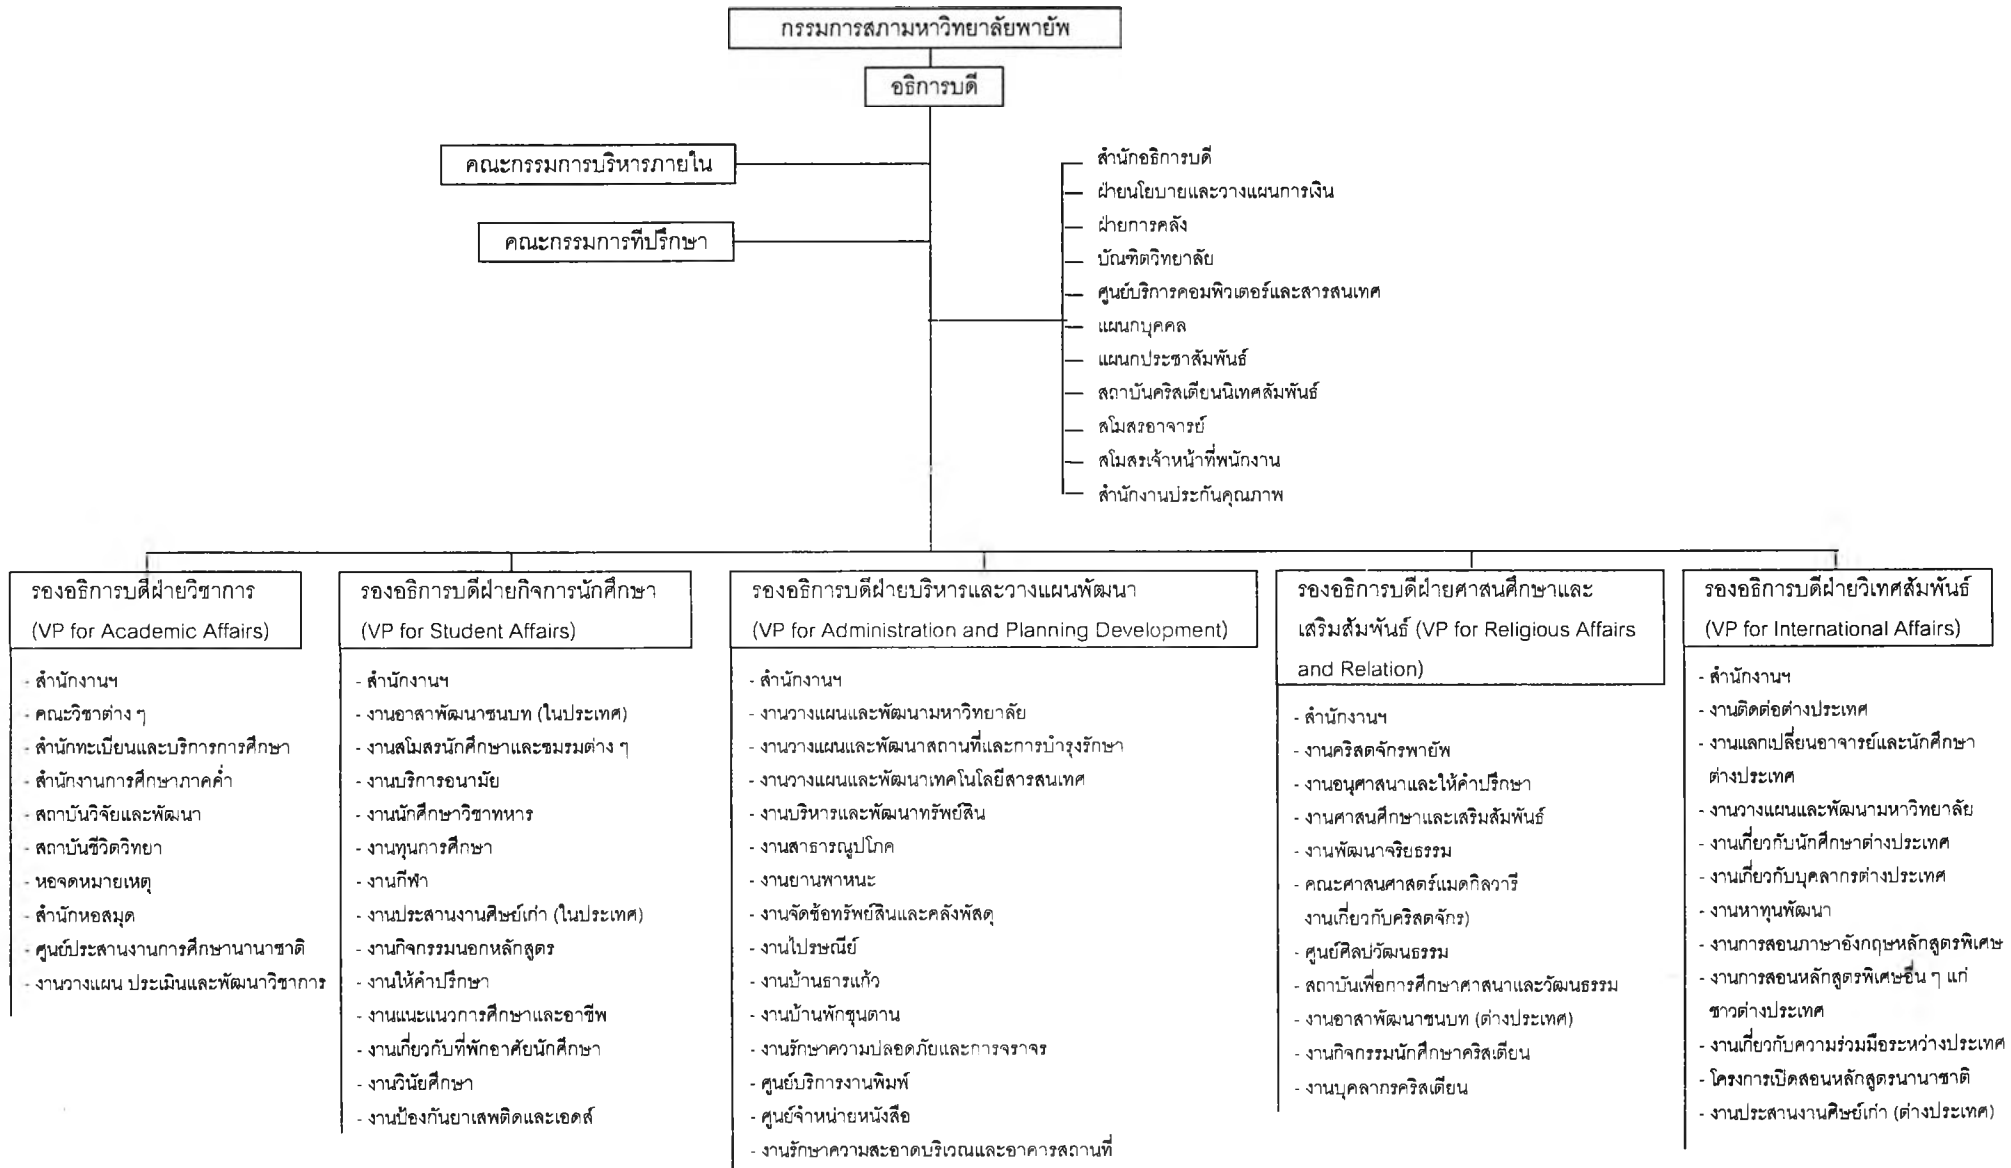 กรรมการสภามหาวิทยาลัยพายัพ
อธิการบดี
คณะกรรมการบริหารภายใน
คณะกรรมการที่ปรึกษา
สำนักอธิการบดี
ฝ่ายนโยบายและวางแผนการเงิน
ฝ่ายการคลัง
บัณฑิตวิทยาลัย
ศูนย์บริการคอมพิวเตอร์และสารสนเทศ
แผนกบุคคล
แผนกประชาสัมพันธ์
สถาบันคริสเตียนนิเทศสัมพันธ์
สโมสรอาจารย์
สโมสรเจ้าหน้าที่พนักงาน
สำนักงานประกันคุณภาพ
รองอธิการบดีฝ่ายวิชาการ
(VP for Academic Affairs)
- สำนักงานฯ
- คณะวิชาต่าง ๆ
- สำนักทะเบียนและบริการการศึกษา
- สำนักงานการศึกษาภาคค่ำ
- สถาบันวิจัยและพัฒนา
- สถาบันชีวิตวิทยา
- หอจดหมายเหตุ
- สำนักหอสมุด
- ศูนย์ประสานงานการศึกษานานาชาติ
- งานวางแผน ประเมินและพัฒนาวิชาการ
รองอธิการบดีฝ่ายกิจการนักศึกษา
(VP for Student Affairs)
- สำนักงานฯ
- งานอาสาพัฒนาชนบท (ในประเทศ)
- งานสโมสรนักศึกษาและชมรมต่าง ๆ
- งานบริการอนามัย
- งานนักศึกษาวิชาทหาร
- งานทุนการศึกษา
- งานกีฬา
- งานประสานงานศิษย์เก่า (ในประเทศ)
- งานกิจกรรมนอกหลักสูตร
- งานให้คำปรึกษา
- งานแนะแนวการศึกษาและอาชีพ
- งานเกี่ยวกับที่พักอาศัยนักศึกษา
- งานวินัยศึกษา
- งานป้องกันยาเสพติดและเอดส์
รองอธิการบดีฝ่ายบริหารและวางแผนพัฒนา
(VP for Administration and Planning Development)
- สำนักงานฯ
- งานวางแผนและพัฒนามหาวิทยาลัย
- งานวางแผนและพัฒนาสถานที่และการบำรุงรักษา
- งานวางแผนและพัฒนาเทคโนโลยีสารสนเทศ
- งานบริหารและพัฒนาทรัพย์สิน
- งานสาธารณูปโภค
- งานยานพาหนะ
- งานจัดซื้อทรัพย์สินและคลังพัสดุ
- งานไปรษณีย์
- งานบ้านธารแก้ว
- งานบ้านพักขุนตาน
- งานรักษาความปลอดภัยและการจราจร
- ศูนย์บริการงานพิมพ์
- ศูนย์จำหน่ายหนังสือ
- งานรักษาความสะอาดบริเวณและอาคารสถานที่
รองอธิการบดีฝ่ายศาสนศึกษาและ
เสริมสัมพันธ์ (VP for Religious Affairs
and Relation)
- สำนักงานฯ
- งานคริสตจักรพายัพ
- งานอนุศาสนาและให้คำปรึกษา
- งานศาสนศึกษาและเสริมสัมพันธ์
- งานพัฒนาจริยธรรม
- คณะศาสนศาสตร์แมคกิลวารี
งานเกี่ยวกับคริสตจักร)
- ศูนย์ศิลปวัฒนธรรม
- สถาบันเพื่อการศึกษาศาสนาและวัฒนธรรม
- งานอาสาพัฒนาชนบท (ต่างประเทศ)
- งานกิจกรรมนักศึกษาคริสเตียน
- งานบุคลากรคริสเตียน
รองอธิการบดีฝ่ายวิเทศสัมพันธ์
(VP for International Affairs)
- สำนักงานฯ
- งานติดต่อต่างประเทศ
- งานแลกเปลี่ยนอาจารย์และนักศึกษา
ต่างประเทศ
- งานวางแผนและพัฒนามหาวิทยาลัย
- งานเกี่ยวกับนักศึกษาต่างประเทศ
- งานเกี่ยวกับบุคลากรต่างประเทศ
- งานหาทุนพัฒนา
- งานการสอนภาษาอังกฤษหลักสูตรพิเศษ
- งานการสอนหลักสูตรพิเศษอื่น ๆ แก่
ชาวต่างประเทศ
- งานเกี่ยวกับความร่วมมือระหว่างประเทศ
- โครงการเปิดสอนหลักสูตรนานาชาติ
- งานประสานงานศิษย์เก่า (ต่างประเทศ)